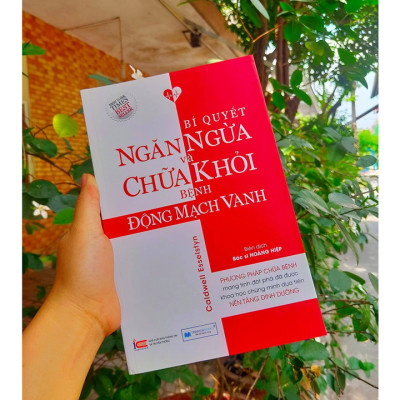 BÍ QUYẾT
NGĂN NGỪA
và
CHỮA KHỎI
BỆNH
ĐỘNG MẠCH VÀNH
Biên dịch
Bác sĩ HOÀNG HIỆP
Caldwell Esselstyn
PHƯƠNG PHÁP CHỮA BỆNH
mang tính đột phá đã được
khoa học chứng minh dựa trên
NỀN TẢNG DINH DƯỠNG